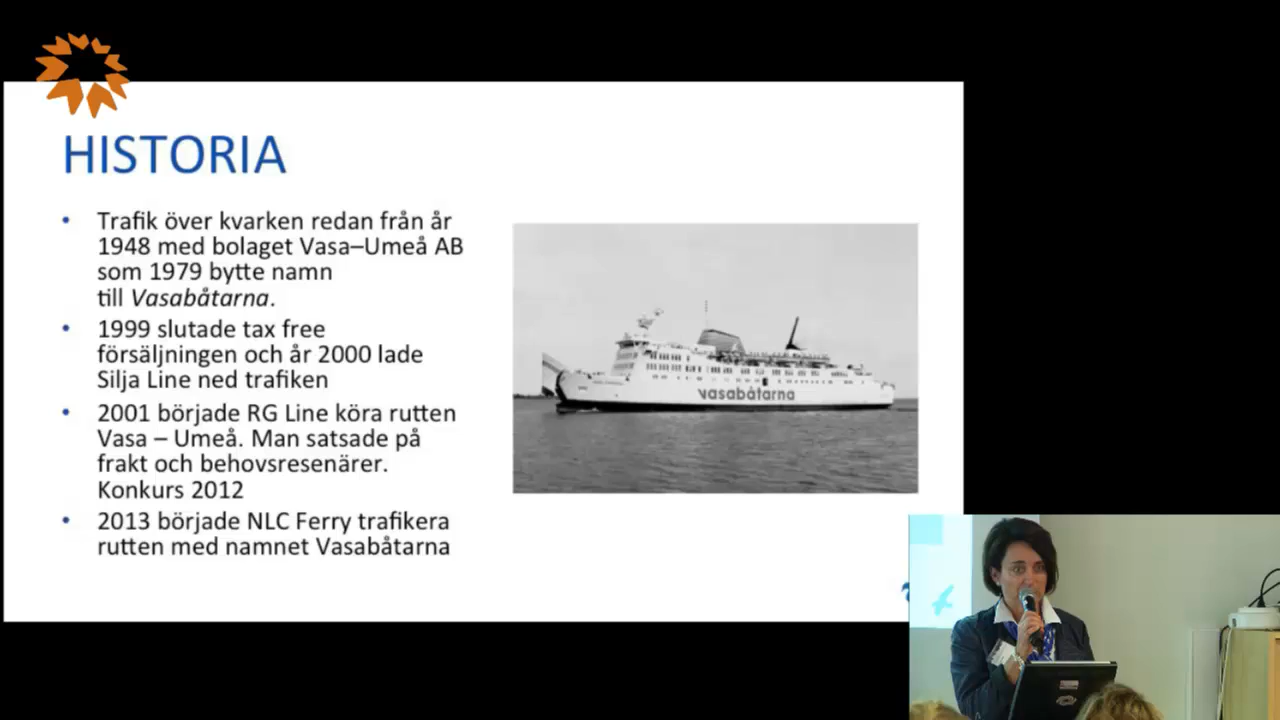 HISTORIA
• Trafik över kvarken redan från år
1948 med bolaget Vasa–Umeå AB
som 1979 bytte namn
till Vasabåtarna.
• 1999 slutade tax free
försäljningen och år 2000 lade
Silja Line ned trafiken
• 2001 började RG Line köra rutten
Vasa – Umeå. Man satsade på
frakt och behovsresenärer.
Konkurs 2012
• 2013 började NLC Ferry trafikera
rutten med namnet Vasabåtarna
vasabåtarna